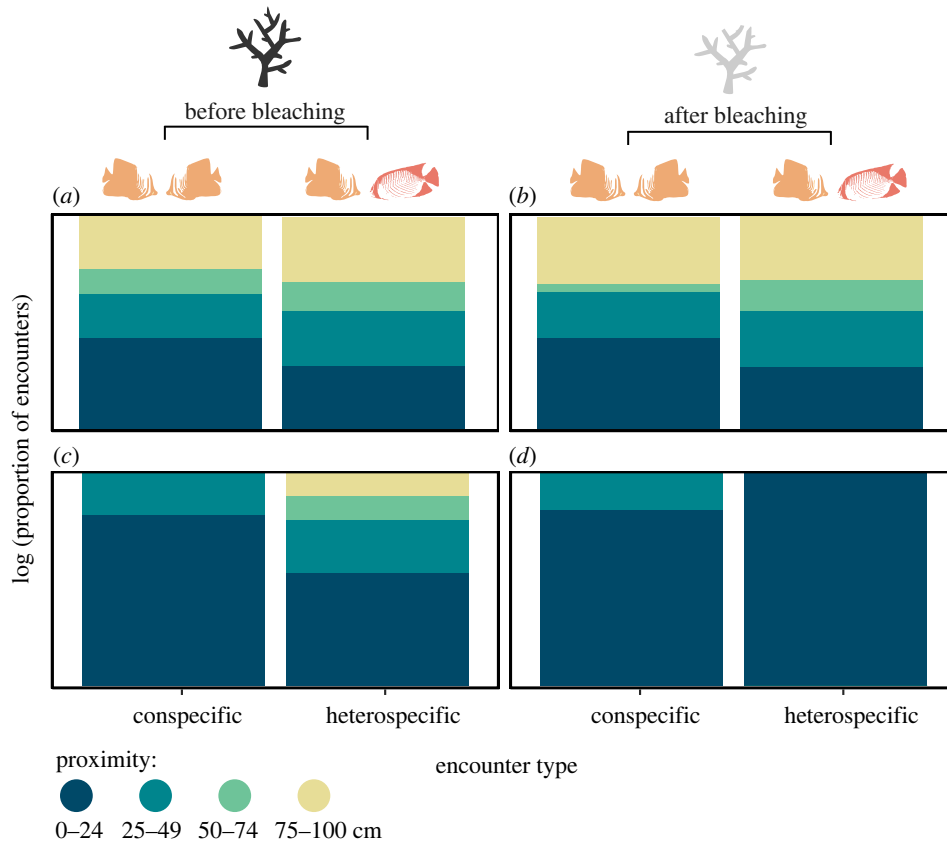 before bleaching
after bleaching
(a)
(b)
(c)
(d)
log (proportion of encounters)
conspecific
heterospecific
conspecific
heterospecific
encounter type
proximity:
0–24 25–49 50–74 75–100 cm